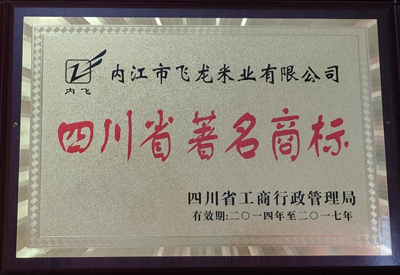 内江市飞龙米业有限公司
内飞
四川省著名商标
四川省工商行政管理局
有效期:二〇一四年至二〇一七年